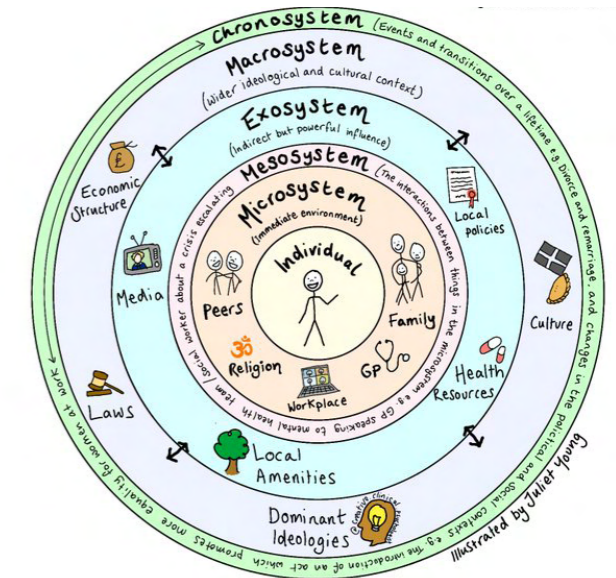 Chronosystem (Events and transitions over a lifetime e.g. Divorce and remarriage, and changes in the polictical and social contexts e.g. The introduction of an act which promotes more equality for women at work)
Macrosystem
(Wider ideological and cultural context)
Exosystem
(Indirect but powerful influence)
Mesosystem (The interactions between things in the microsystem e.g. GP speaking to mental health team / social worker about a crisis escalating
Microsystem
(immediate environment)
Individual
Peers
Family
Religion
Workplace
GP
£
Economic
Structure
Local
policies
Media
Culture
Health
Resources
Laws
Local
Amenities
Dominant
Ideologies
ॐ
Illustrated by Juliet Young